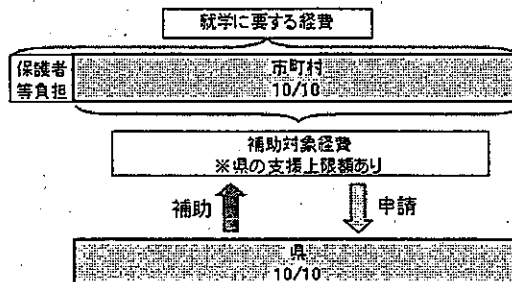 就学に要する経費
保護者
等負担
市町村
10/10
補助対象経費
※県の支援上限額あり
補助
申請
県
10/10